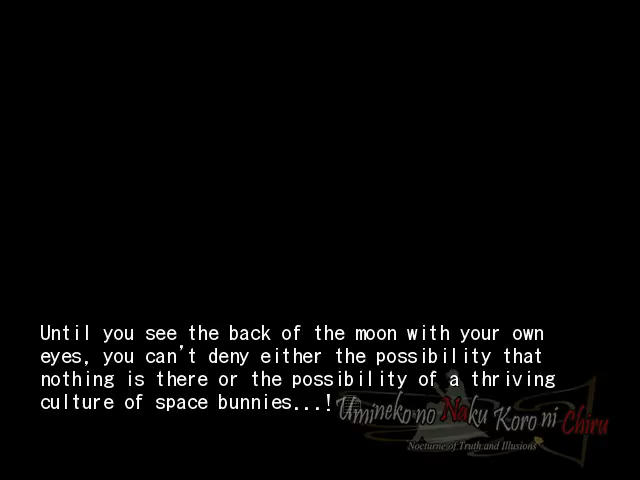 Until you see the back of the moon with your own
eyes, you can't deny either the possibility that
nothing is there or the possibility of a thriving
culture of space bunnies...!
Umineko no Naku Koro ni Chiru
Nocturne of Truth and Illusions